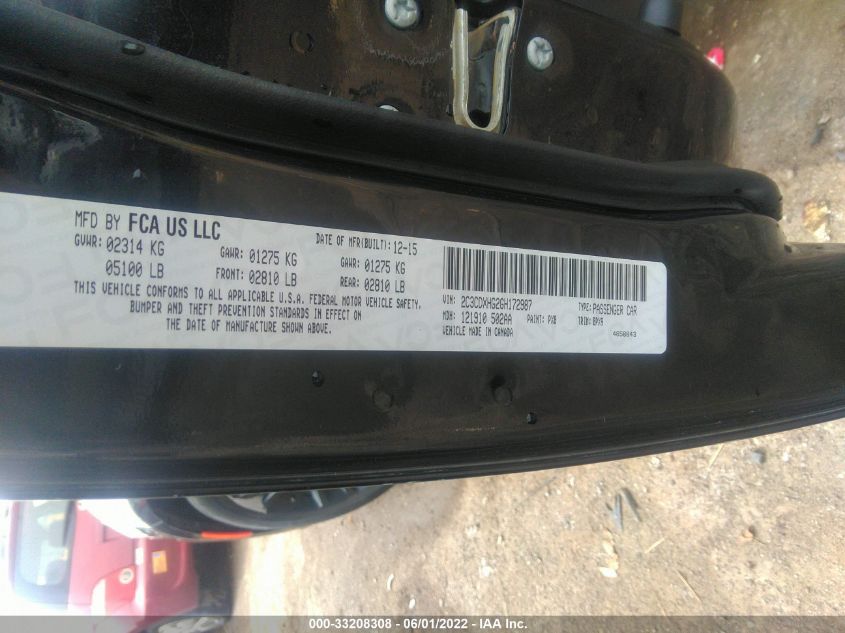 MFD BY FCA US LLC
DATE OF MFR(BUILT): 12-15
GVWR: 02314 KG
GAWR: 01275 KG
GAWR: 01275 KG
05100 LB
FRONT: 02810 LB
REAR: 02810 LB
THIS VEHICLE CONFORMS TO ALL APPLICABLE U.S.A. FEDERAL MOTOR VEHICLE SAFETY,
BUMPER AND THEFT PREVENTION STANDARDS IN EFFECT ON
THE DATE OF MANUFACTURE SHOWN ABOVE.
VIN: 2C3CDXHG2GH172987
TYPE: PASSENGER CAR
MDH: 121910 502AA
PAINT: PXB
TRIM: BPX9
VEHICLE MADE IN CANADA
000-33208308 - 06/01/2022 - IAA Inc.